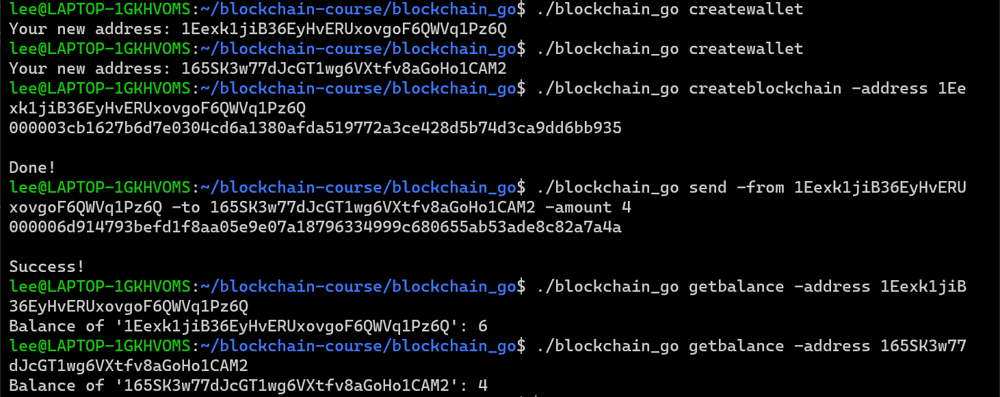 lee@LAPTOP-1GKHVOMS:~/blockchain-course/blockchain_go$ ./blockchain_go createwallet
Your new address: 1Eexk1jiB36EyHvERUxovgoF6QWVq1Pz6Q
lee@LAPTOP-1GKHVOMS:~/blockchain-course/blockchain_go$ ./blockchain_go createwallet
Your new address: 165SK3w77dJcGT1wg6VXtfv8aGoHo1CAM2
lee@LAPTOP-1GKHVOMS:~/blockchain-course/blockchain_go$ ./blockchain_go createblockchain -address 1Ee
xk1jiB36EyHvERUxovgoF6QWVq1Pz6Q
000003cb1627b6d7e0304cd6a1380afda519772a3ce428d5b74d3ca9dd6bb935
Done!
lee@LAPTOP-1GKHVOMS:~/blockchain-course/blockchain_go$ ./blockchain_go send -from 1Eexk1jiB36EyHvERU
xovgoF6QWVq1Pz6Q -to 165SK3w77dJcGT1wg6VXtfv8aGoHo1CAM2 -amount 4
000006d914793befd1f8aa05e9e07a18796334999c680655ab53ade8c82a7a4a
Success!
lee@LAPTOP-1GKHVOMS:~/blockchain-course/blockchain_go$ ./blockchain_go getbalance -address 1Eexk1jiB
36EyHvERUxovgoF6QWVq1Pz6Q
Balance of '1Eexk1jiB36EyHvERUxovgoF6QWVq1Pz6Q': 6
lee@LAPTOP-1GKHVOMS:~/blockchain-course/blockchain_go$ ./blockchain_go getbalance -address 165SK3w77
dJcGT1wg6VXtfv8aGoHo1CAM2
Balance of '165SK3w77dJcGT1wg6VXtfv8aGoHo1CAM2': 4